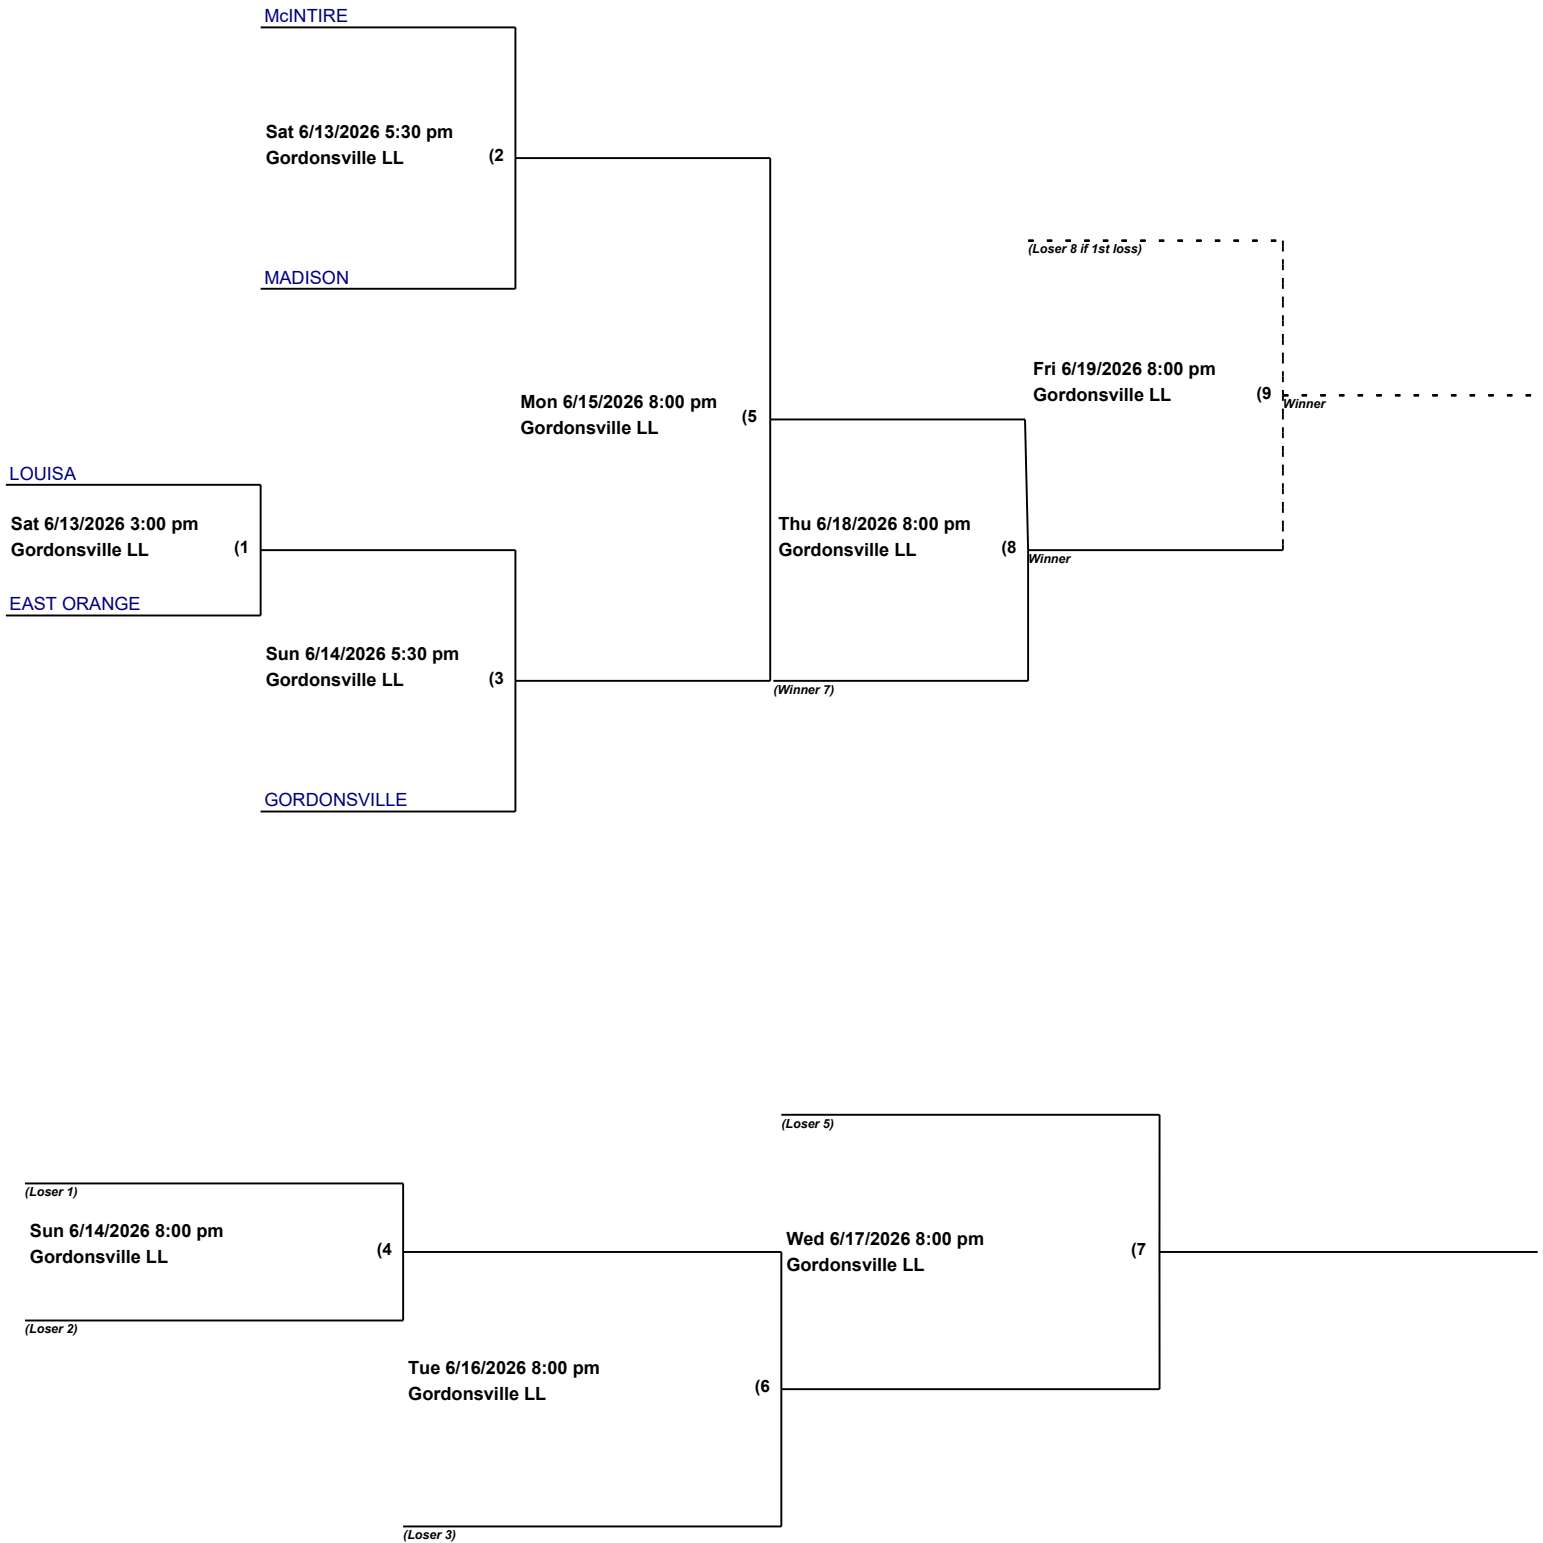 McINTIRE
Sat 6/13/2026 5:30 pm
Gordonsville LL
(2
MADISON
(Loser 8 if 1st loss)
Fri 6/19/2026 8:00 pm
Gordonsville LL
(9
Winner
Mon 6/15/2026 8:00 pm
Gordonsville LL
(5
LOUISA
Sat 6/13/2026 3:00 pm
Gordonsville LL
(1
EAST ORANGE
Thu 6/18/2026 8:00 pm
Gordonsville LL
(8
Winner
Sun 6/14/2026 5:30 pm
Gordonsville LL
(3
(Winner 7)
GORDONSVILLE
(Loser 5)
(Loser 1)
Sun 6/14/2026 8:00 pm
Gordonsville LL
(4
Wed 6/17/2026 8:00 pm
Gordonsville LL
(7
(Loser 2)
Tue 6/16/2026 8:00 pm
Gordonsville LL
(6
(Loser 3)